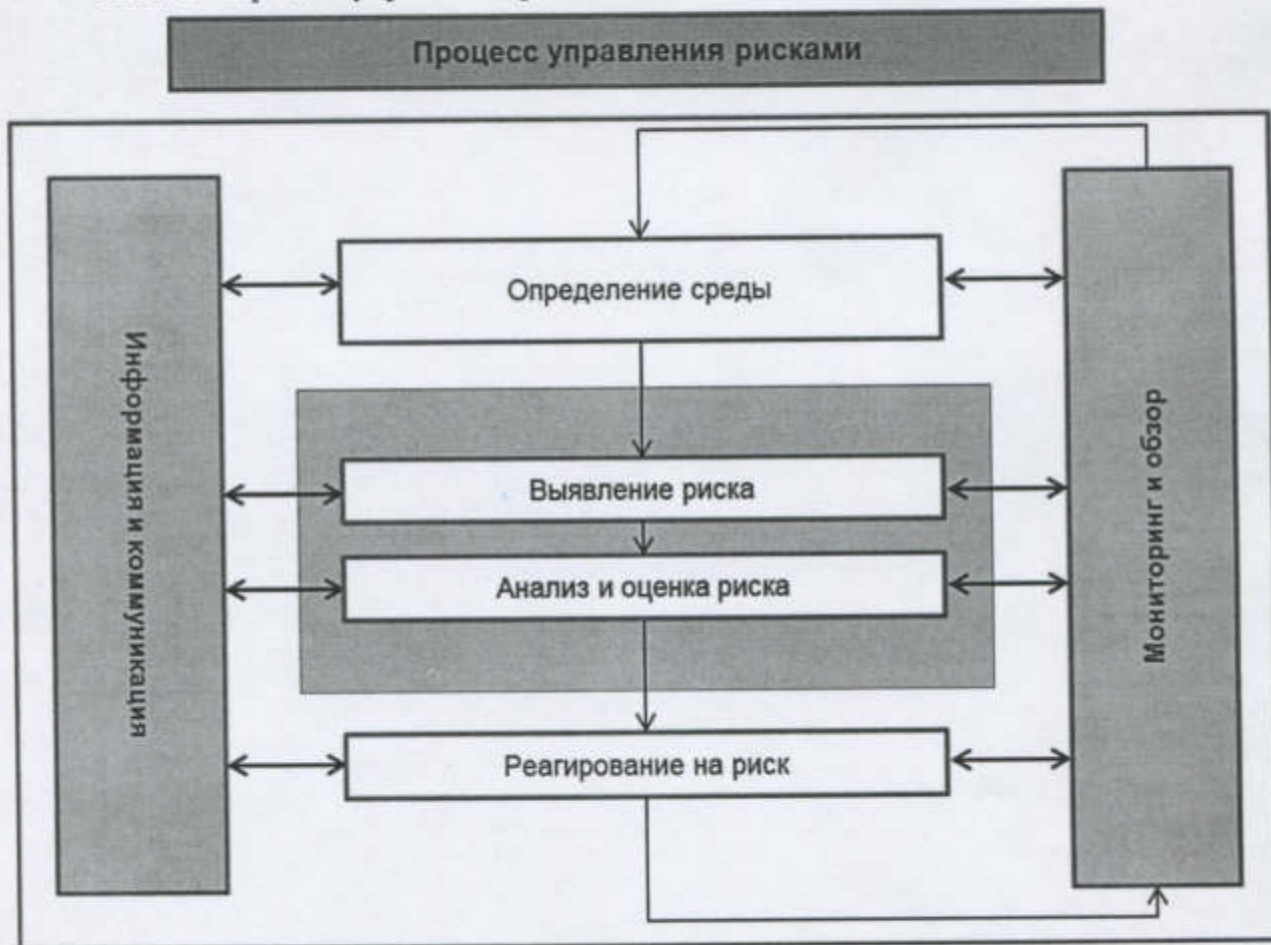 Процесс управления рисками
Информация и коммуникация
Определение среды
Выявление риска
Анализ и оценка риска
Реагирование на риск
Мониторинг и обзор